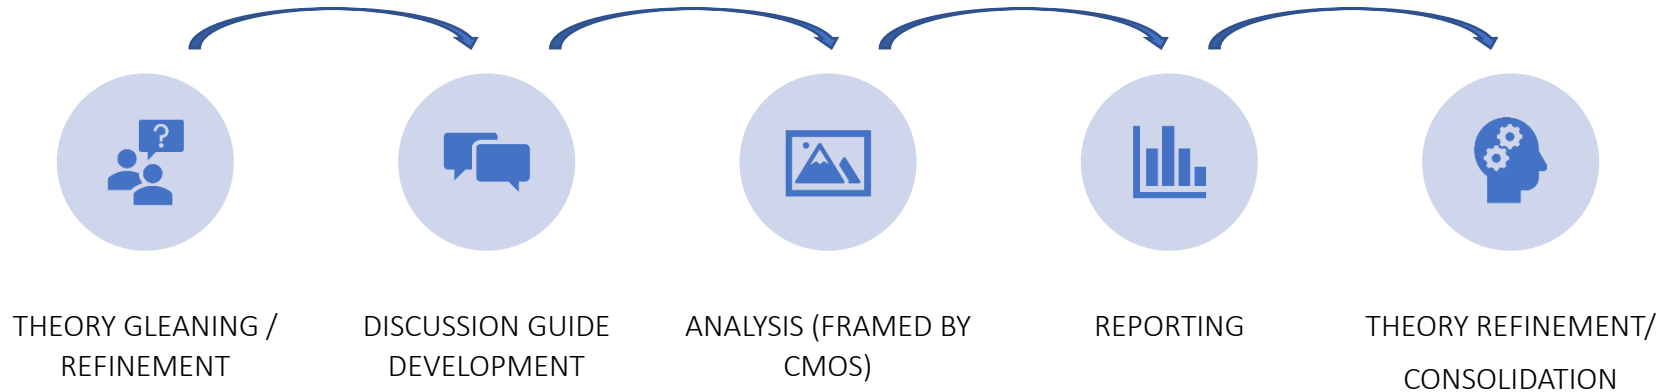 ?
THEORY GLEANING /
REFINEMENT
DISCUSSION GUIDE
DEVELOPMENT
ANALYSIS (FRAMED BY
CMOS)
REPORTING
THEORY REFINEMENT/
CONSOLIDATION